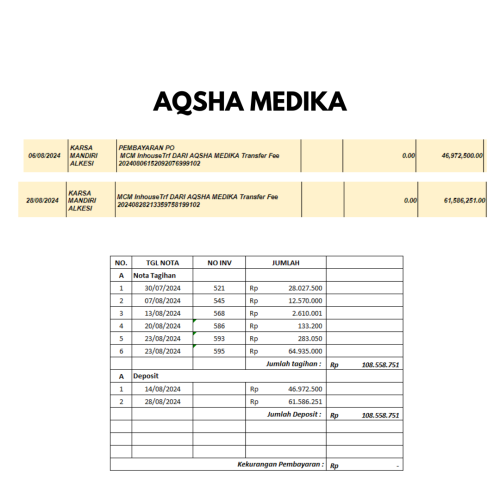 AQSHA MEDIKA
06/08/2024 KARSA MANDIRI ALKESI PEMBAYARAN PO MCM InhouseTrf DARI AQSHA MEDIKA Transfer Fee 20240806152092076999102 0.00 46,972,500.00
28/08/2024 KARSA MANDIRI ALKESI MCM InhouseTrf DARI AQSHA MEDIKA Transfer Fee 20240828213359758199102 0.00 61,586,251.00
NO. TGL NOTA NO INV JUMLAH
A Nota Tagihan
1 30/07/2024 521 Rp 28.027.500
2 07/08/2024 545 Rp 12.570.000
3 13/08/2024 568 Rp 2.610.001
4 20/08/2024 586 Rp 133.200
5 23/08/2024 593 Rp 283.050
6 23/08/2024 595 Rp 64.935.000
Jumlah tagihan : Rp 108.558.751
A Deposit
1 14/08/2024 Rp 46.972.500
2 28/08/2024 Rp 61.586.251
Jumlah Deposit : Rp 108.558.751
Kekurangan Pembayaran : Rp -